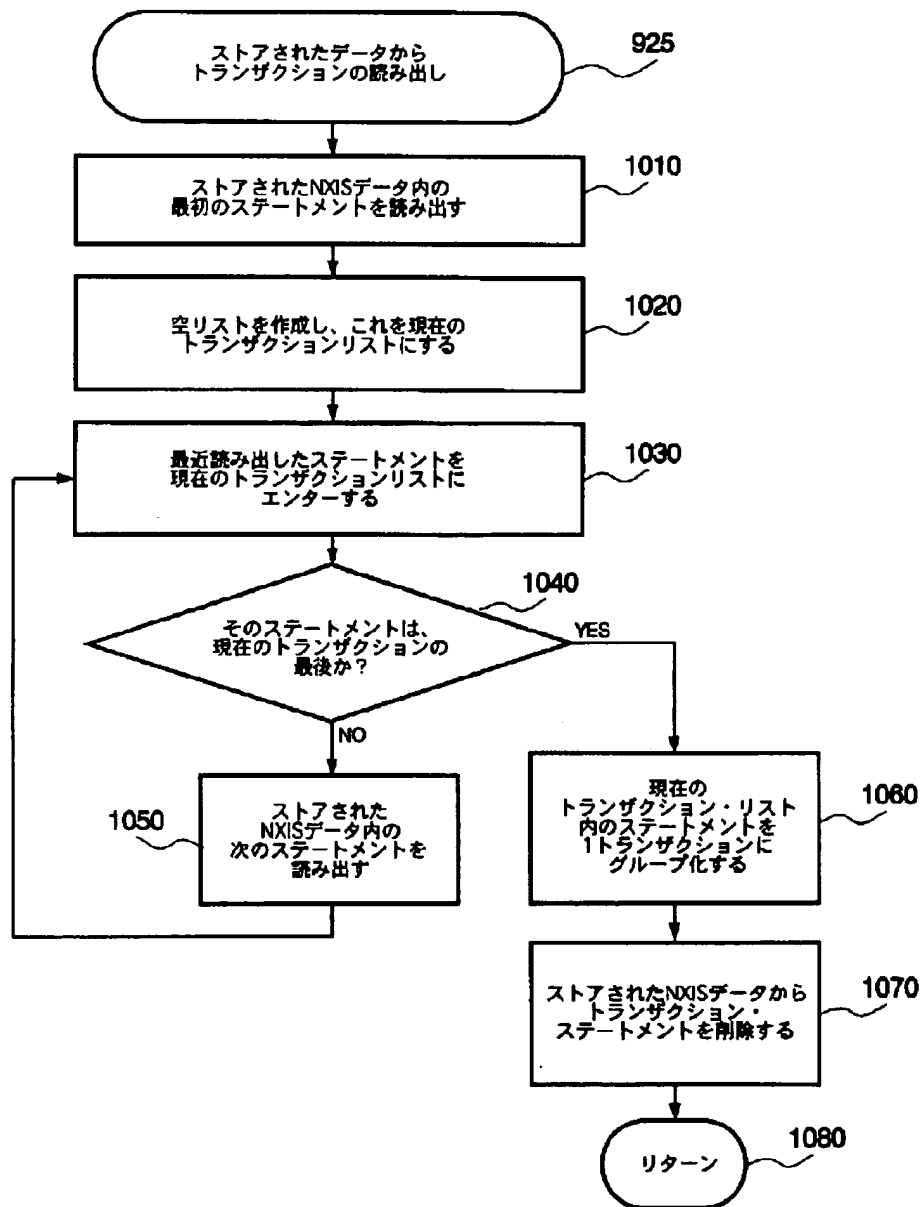 ストアされたデータから
トランザクションの読み出し
925
ストアされたNXISデータ内の
最初のステートメントを読み出す
1010
空リストを作成し、これを現在の
トランザクションリストにする
1020
最近読み出したステートメントを
現在のトランザクションリストに
エンターする
1030
そのステートメントは、
現在のトランザクションの
最後か？
1040
YES
NO
ストアされた
NXISデータ内の
次のステートメントを
読み出す
1050
現在の
トランザクション・リスト
内のステートメントを
1トランザクションに
グループ化する
1060
ストアされたNXISデータから
トランザクション・
ステートメントを削除する
1070
リターン
1080